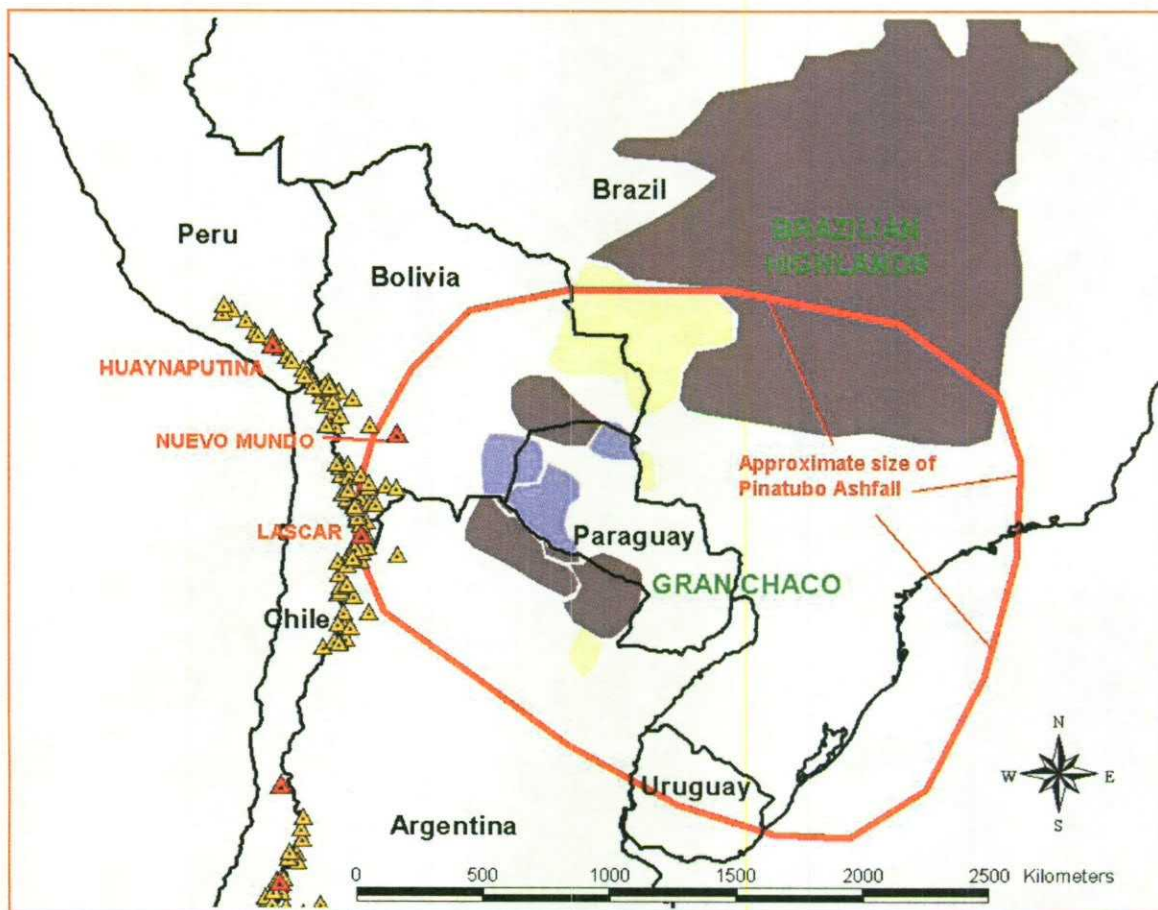 Brazil
BRAZILIAN
HIGHLANDS
Peru
Bolivia
HUAYNAPUTINA
NUEVO MUNDO
Approximate size of
Pinatubo Ashfall
LASCAR
Paraguay
GRAN CHACO
Chile
N
W E
S
Uruguay
Argentina
0 500 1000 1500 2000 2500 Kilometers